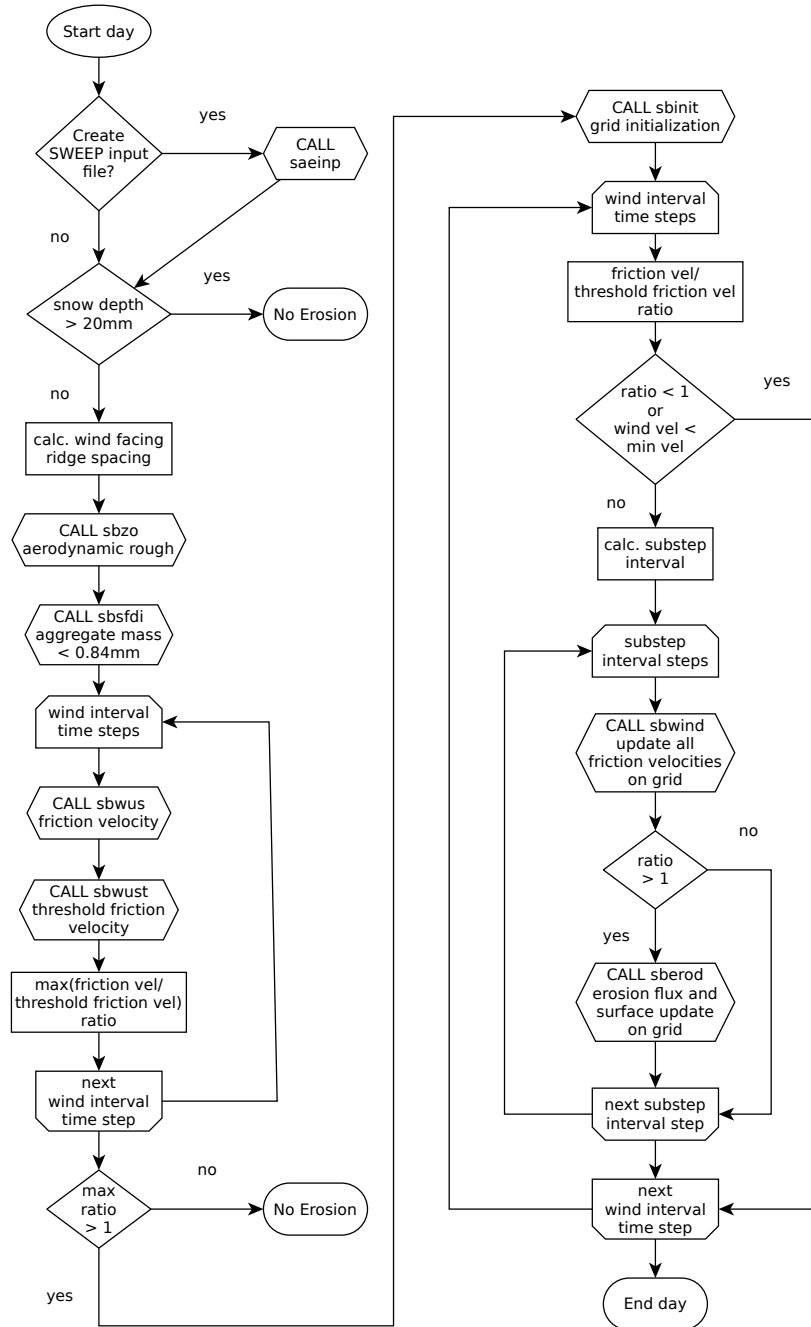 Start day
Create
SWEEP input
file?
yes
CALL
saeinp
no
snow depth
> 20mm
yes
No Erosion
no
calc. wind facing
ridge spacing
CALL sbzo
aerodynamic rough
CALL sbsfdi
aggregate mass
< 0.84mm
wind interval
time steps
CALL sbwus
friction velocity
CALL sbwust
threshold friction
velocity
max(friction vel/
threshold friction vel)
ratio
next
wind interval
time step
max
ratio
> 1
no
No Erosion
yes
CALL sbinit
grid initialization
wind interval
time steps
friction vel/
threshold friction vel
ratio
ratio < 1
or
wind vel <
min vel
yes
no
calc. substep
interval
substep
interval steps
CALL sbwind
update all
friction velocities
on grid
ratio
> 1
no
yes
CALL sberod
erosion flux and
surface update
on grid
next substep
interval step
next
wind interval
time step
End day